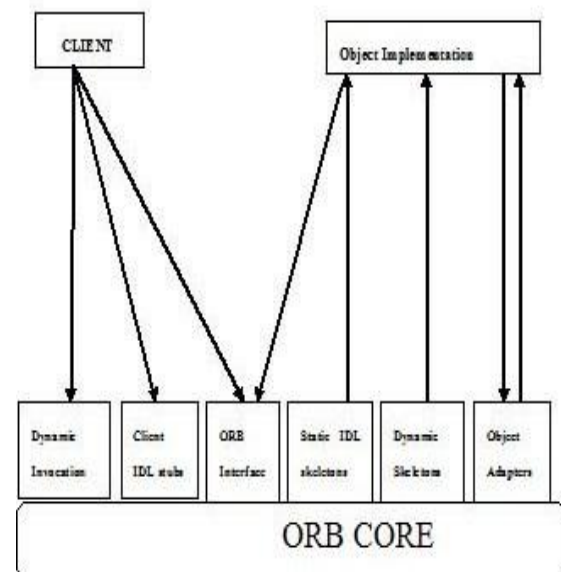 CLIENT
Object Implementation
Dynamic
Invocation
Client
IDL stubs
ORB
Interface
Static IDL
skeletons
Dynamic
Skeletons
Object
Adapters
ORB CORE